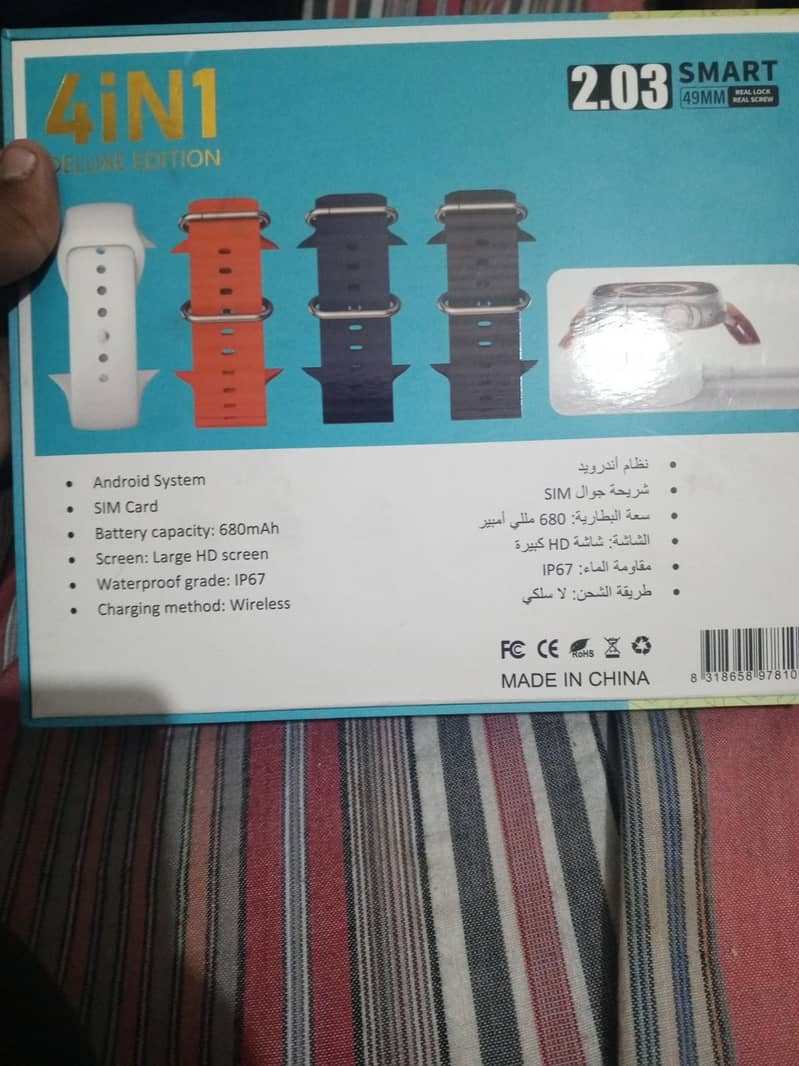 4iN1
DELUXE EDITION
2.03 SMART
49MM REAL LOCK
REAL SCREW
• Android System
• SIM Card
• Battery capacity: 680mAh
• Screen: Large HD screen
• Waterproof grade: IP67
• Charging method: Wireless
• نظام أندرويد
• شريحة جوال SIM
• سعة البطارية: 680 مللي أمبير
• الشاشة: شاشة HD كبيرة
• مقاومة الماء: IP67
• طريقة الشحن: لا سلكي
FC CE RoHS
MADE IN CHINA
8 318658 97810